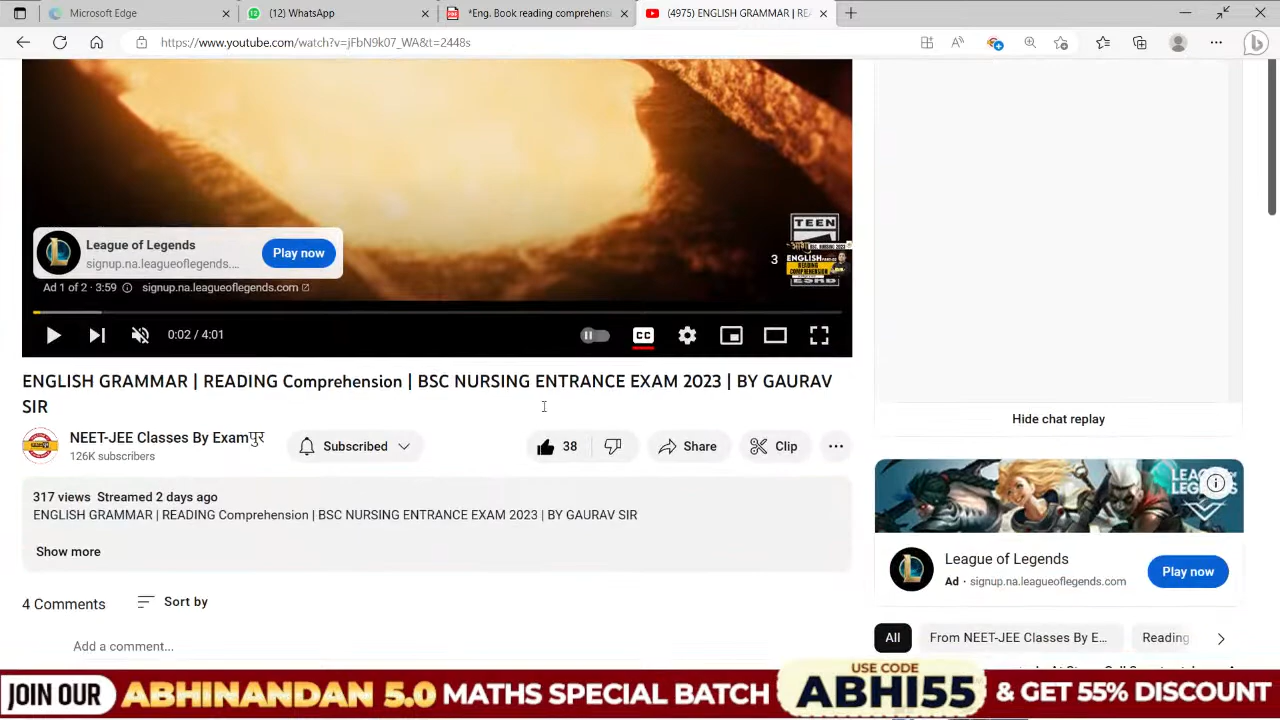 Microsoft Edge
(12) WhatsApp
*Eng. Book reading comprehens
(4975) ENGLISH GRAMMAR | RE
https://www.youtube.com/watch?v=jFbN9k07_WA&t=2448s
TEEN
ENGLISH
READING
COMPREHENSION
ESRB
3
League of Legends
signup.na.leagueoflegends....
Play now
Ad 1 of 2 · 3:59
signup.na.leagueoflegends.com
0:02 / 4:01
CC
ENGLISH GRAMMAR | READING Comprehension | BSC NURSING ENTRANCE EXAM 2023 | BY GAURAV
SIR
NEET-JEE Classes By Examपुर
126K subscribers
Subscribed
38
Share
Clip
317 views Streamed 2 days ago
ENGLISH GRAMMAR | READING Comprehension | BSC NURSING ENTRANCE EXAM 2023 | BY GAURAV SIR
Show more
4 Comments
Sort by
Add a comment...
Hide chat replay
League of Legends
Ad · signup.na.leagueoflegends.com
Play now
All
From NEET-JEE Classes By E...
Reading
JOIN OUR ABHINANDAN 5.0 MATHS SPECIAL BATCH
USE CODE
ABHI55
& GET 55% DISCOUNT